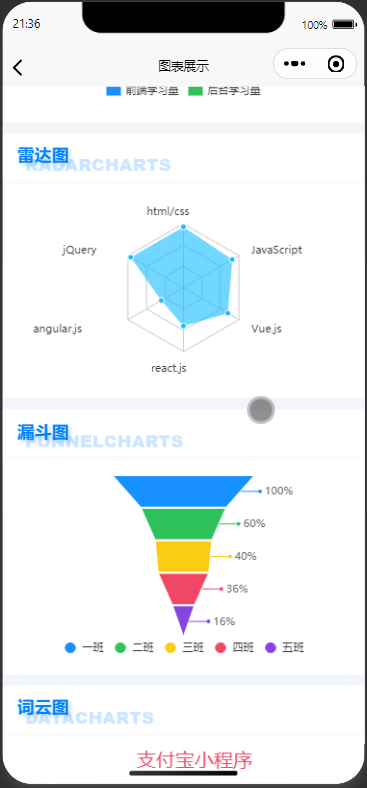 21:36
100%
图表展示
前端学习量 后台学习量
雷达图
RADARCHARTS
html/css
jQuery
JavaScript
angular.js
Vue.js
react.js
漏斗图
FUNNELCHARTS
100%
60%
40%
36%
16%
一班 二班 三班 四班 五班
词云图
DATACHARTS
支付宝小程序